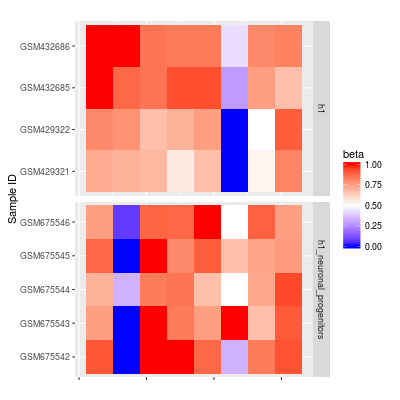 Sample ID
GSM432686
GSM432685
GSM429322
GSM429321
h1
GSM675546
GSM675545
GSM675544
GSM675543
GSM675542
h1_neuronal_progenitors
beta
1.00
0.75
0.50
0.25
0.00